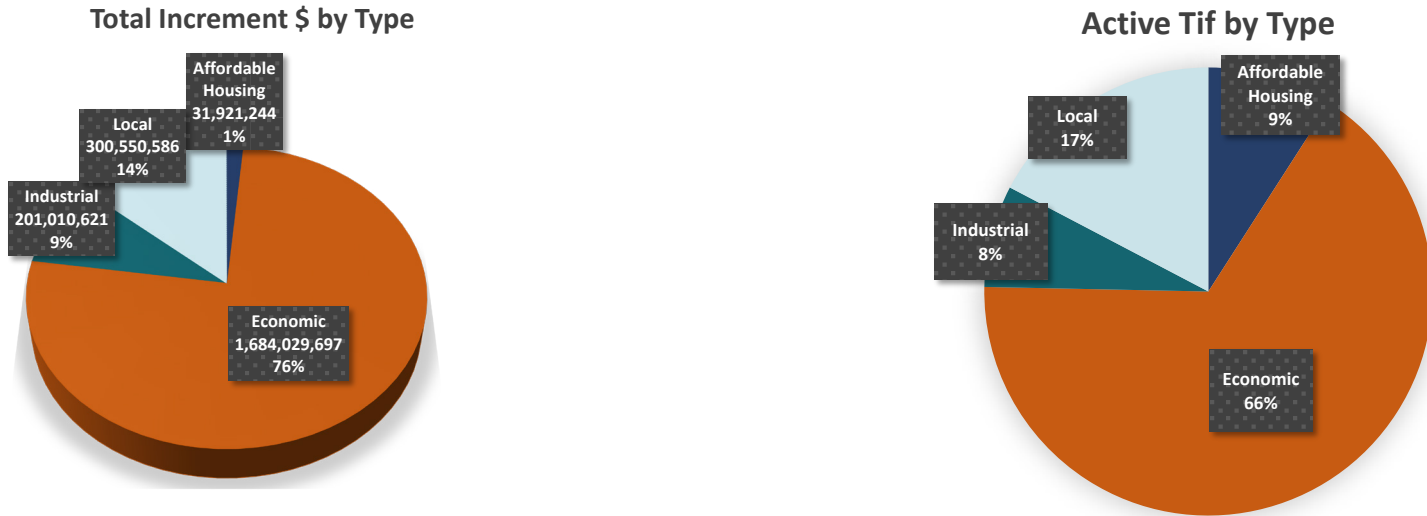 Total Increment $ by Type
Affordable
Housing
31,921,244
1%
Local
300,550,586
14%
Industrial
201,010,621
9%
Economic
1,684,029,697
76%
Active Tif by Type
Affordable
Housing
9%
Local
17%
Industrial
8%
Economic
66%